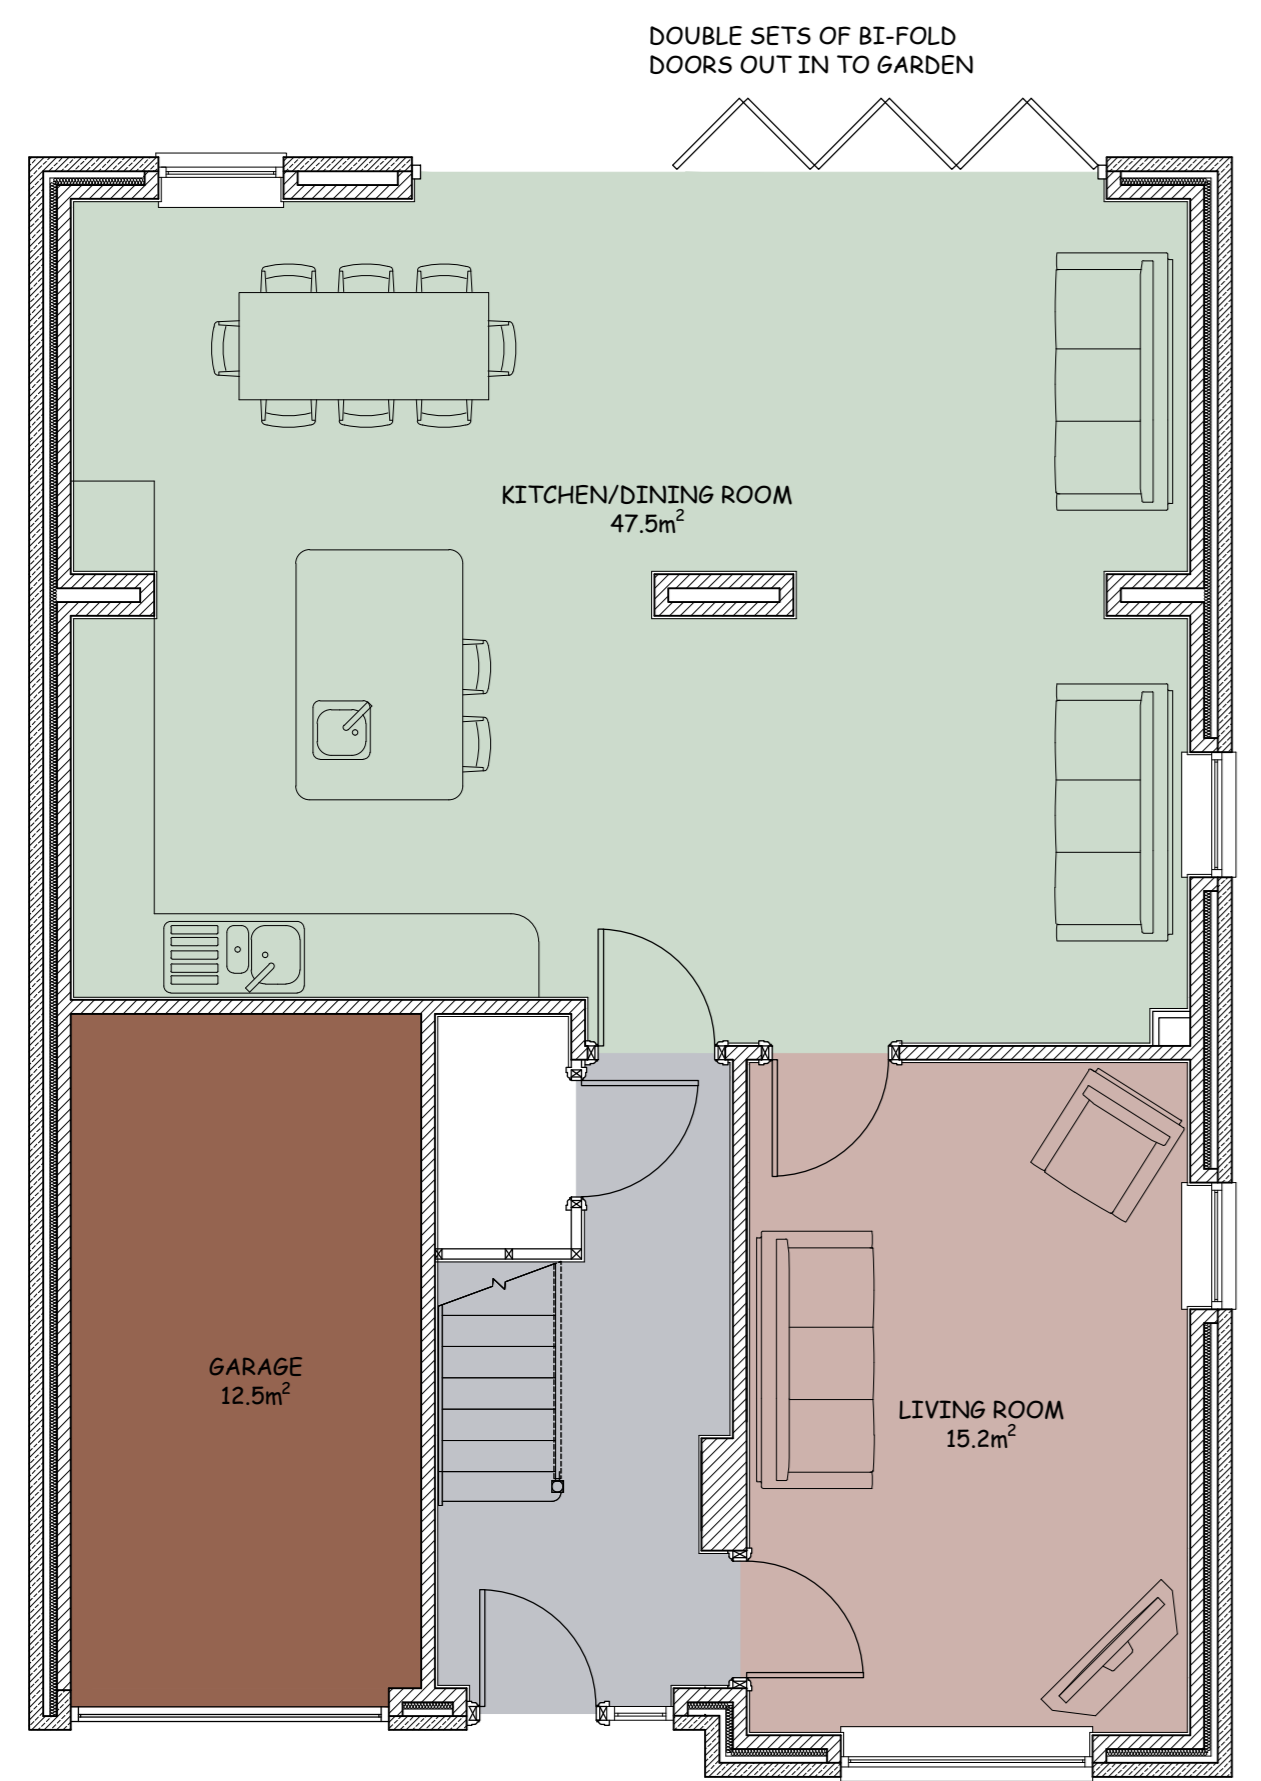 DOUBLE SETS OF BI-FOLD
DOORS OUT IN TO GARDEN
KITCHEN/DINING ROOM
47.5m²
GARAGE
12.5m²
LIVING ROOM
15.2m²